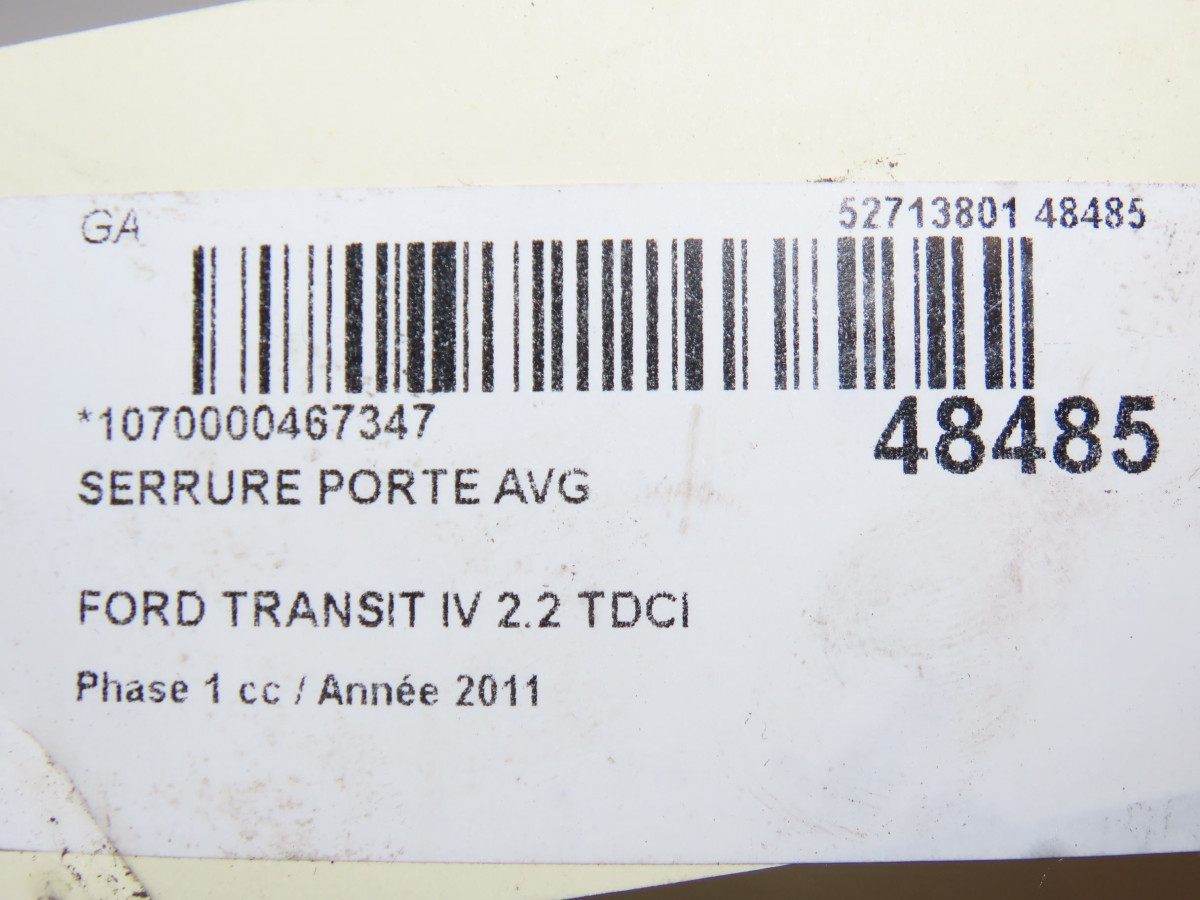 GA
52713801 48485
*1070000467347
48485
SERRURE PORTE AVG
FORD TRANSIT IV 2.2 TDCI
Phase 1 cc / Année 2011